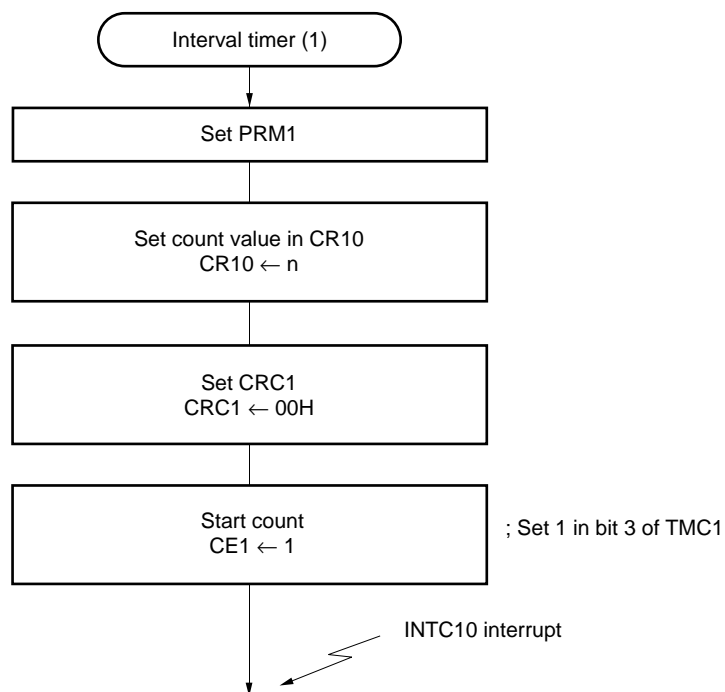 Interval timer (1)
Set PRM1
Set count value in CR10
CR10 ← n
Set CRC1
CRC1 ← 00H
Start count
CE1 ← 1
; Set 1 in bit 3 of TMC1
INTC10 interrupt